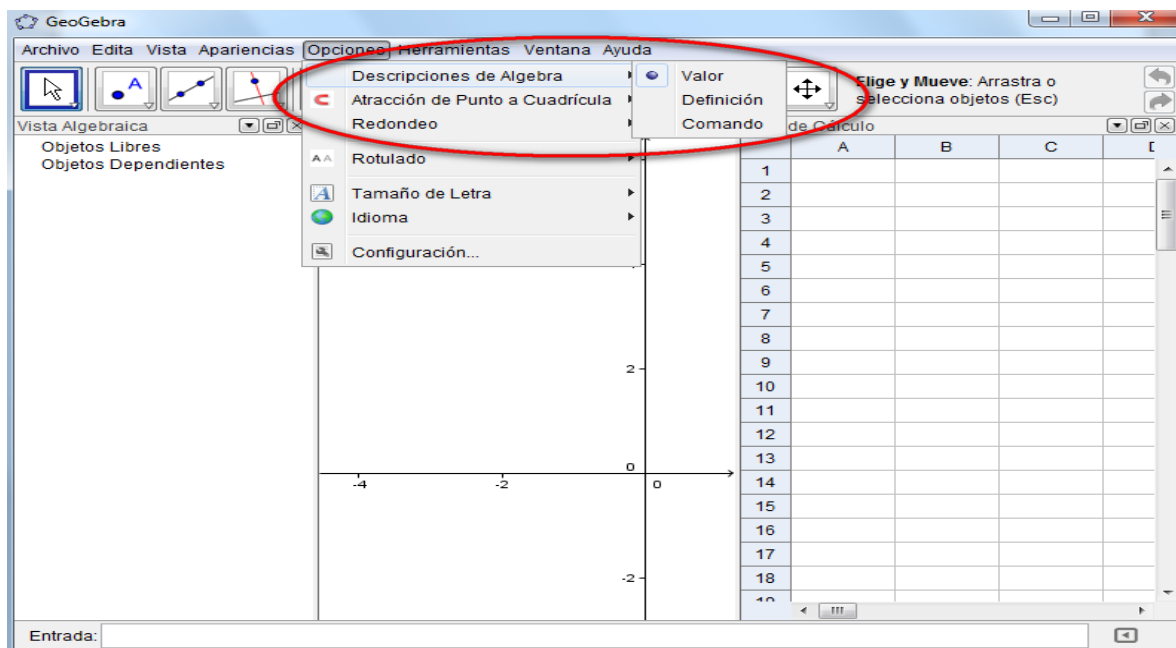 GeoGebra
Archivo Edita Vista Apariencias Opciones Herramientas Ventana Ayuda
A
Elige y Mueve: Arrastra o
selecciona objetos (Esc)
Descripciones de Algebra
Atracción de Punto a Cuadrícula
Redondeo
Rotulado
Tamaño de Letra
Idioma
Configuración...
Valor
Definición
Comando
Vista Algebraica
Objetos Libres
Objetos Dependientes
2
0
-4 -2 0
-2
de Cálculo
A B C
1
2
3
4
5
6
7
8
9
10
11
12
13
14
15
16
17
18
Entrada: